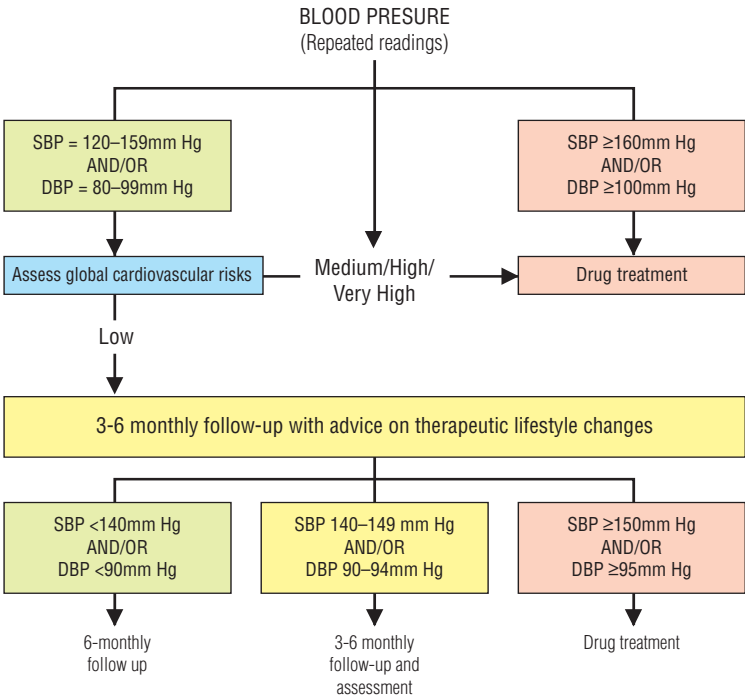 BLOOD PRESURE
(Repeated readings)
SBP = 120–159mm Hg
AND/OR
DBP = 80–99mm Hg
SBP ≥160mm Hg
AND/OR
DBP ≥100mm Hg
Assess global cardiovascular risks
Medium/High/
Very High
Drug treatment
Low
3-6 monthly follow-up with advice on therapeutic lifestyle changes
SBP <140mm Hg
AND/OR
DBP <90mm Hg
SBP 140–149 mm Hg
AND/OR
DBP 90–94mm Hg
SBP ≥150mm Hg
AND/OR
DBP ≥95mm Hg
6-monthly
follow up
3-6 monthly
follow-up and
assessment
Drug treatment